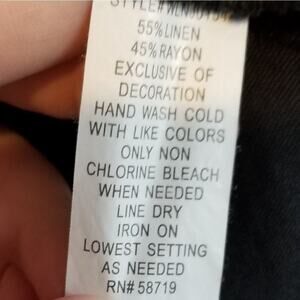 55% LINEN
45% RAYON
EXCLUSIVE OF
DECORATION
HAND WASH COLD
WITH LIKE COLORS
ONLY NON
CHLORINE BLEACH
WHEN NEEDED
LINE DRY
IRON ON
LOWEST SETTING
AS NEEDED
RN# 58719